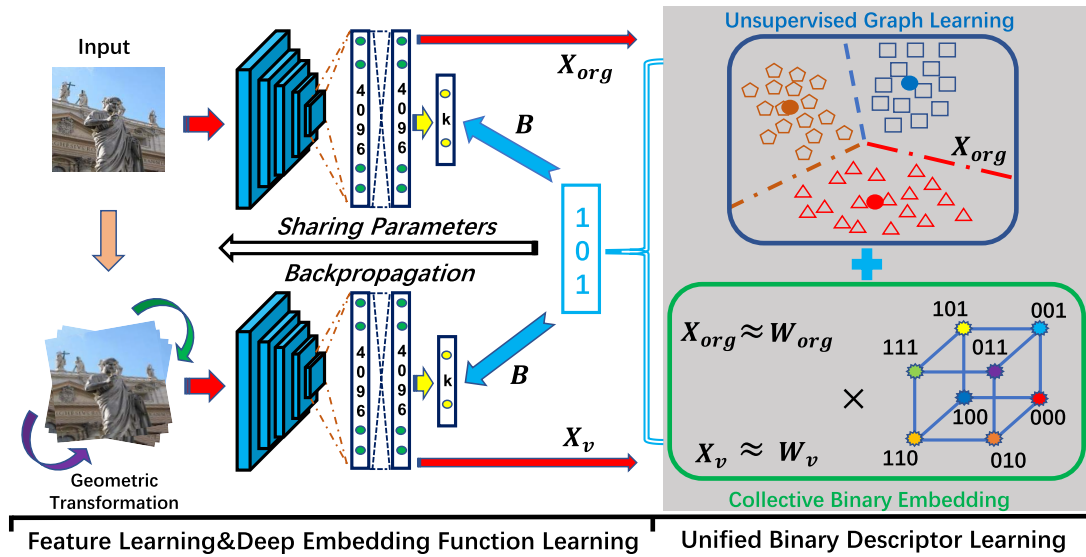 Input
4096
4096
k
X_org
B
Sharing Parameters
Backpropagation
1
0
1
4096
4096
k
B
X_v
Geometric
Transformation
Unsupervised Graph Learning
X_org
X_org ≈ W_org
×
X_v ≈ W_v
101
001
111
011
100
000
110
010
Collective Binary Embedding
Feature Learning&Deep Embedding Function Learning
Unified Binary Descriptor Learning